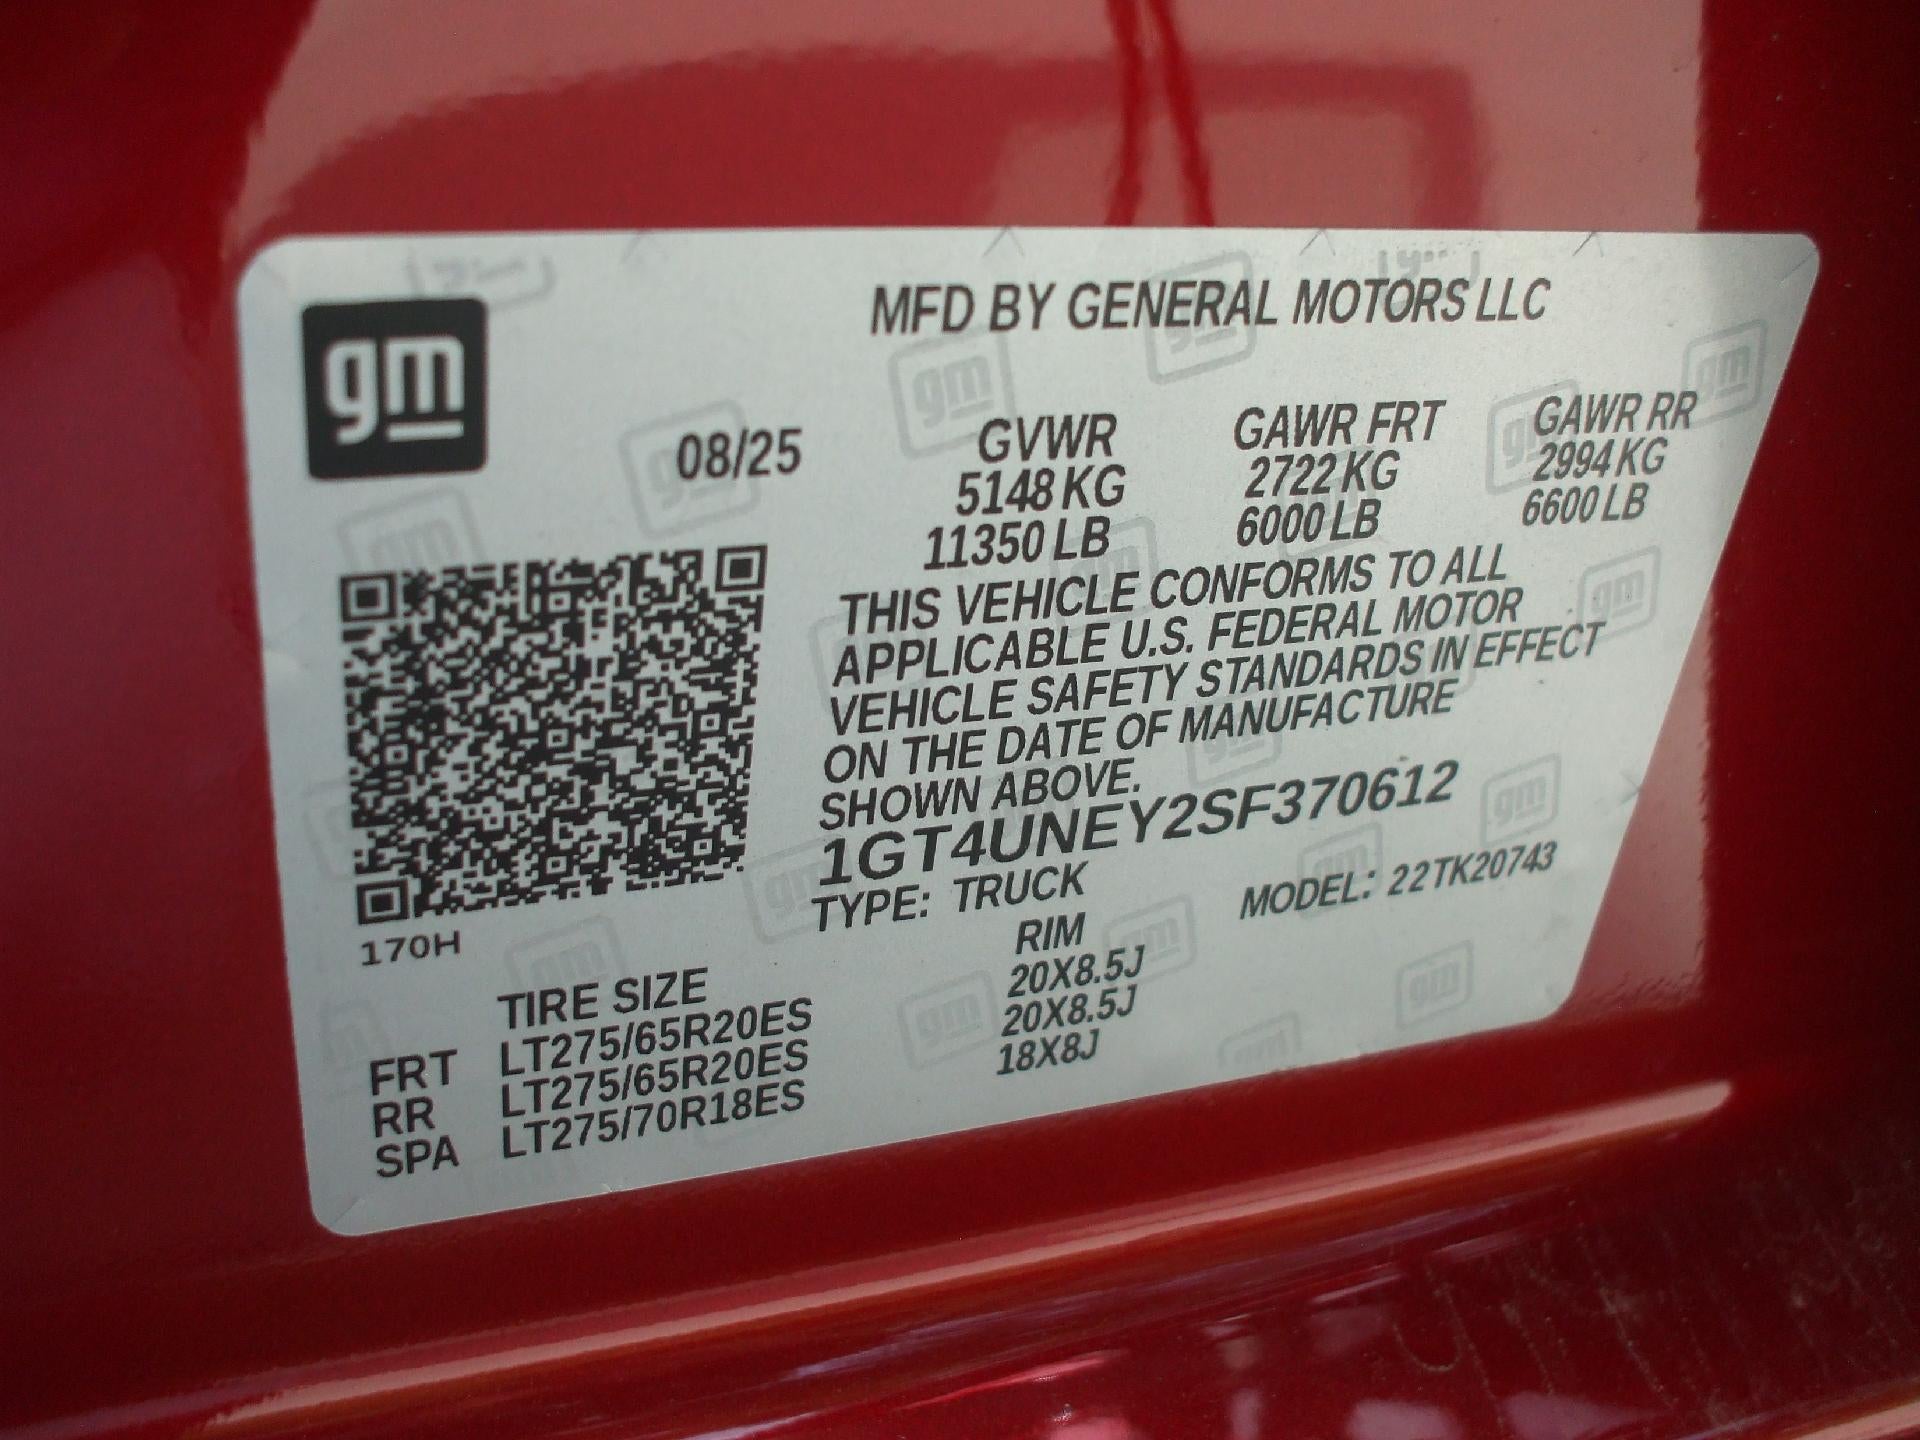 gm
MFD BY GENERAL MOTORS LLC
08/25
GVWR GAWR FRT GAWR RR
5148 KG 2722 KG 2994 KG
11350 LB 6000 LB 6600 LB
THIS VEHICLE CONFORMS TO ALL
APPLICABLE U.S. FEDERAL MOTOR
VEHICLE SAFETY STANDARDS IN EFFECT
ON THE DATE OF MANUFACTURE
SHOWN ABOVE.
1GT4UNEY2SF370612
TYPE: TRUCK MODEL: 22TK20743
170H
TIRE SIZE RIM
FRT LT275/65R20ES 20X8.5J
RR LT275/65R20ES 20X8.5J
SPA LT275/70R18ES 18X8J